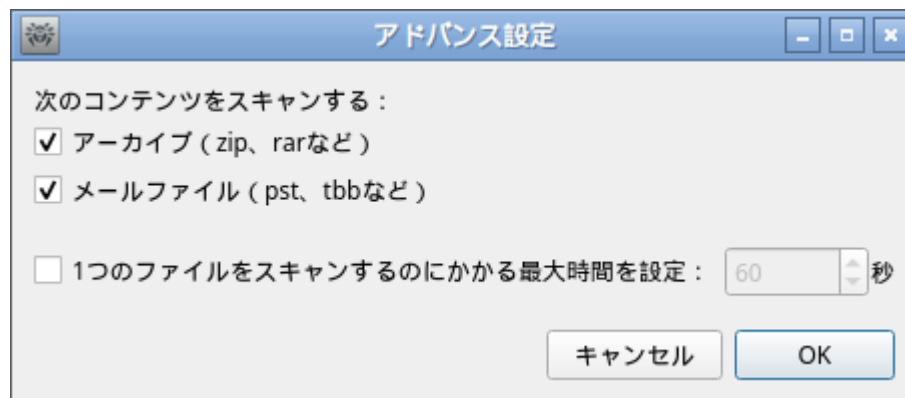 アドバンス設定
次のコンテンツをスキャンする：
アーカイブ（zip、rarなど）
メールファイル（pst、tbbなど）
1つのファイルをスキャンするのにかかる最大時間を設定： 60 秒
キャンセル OK